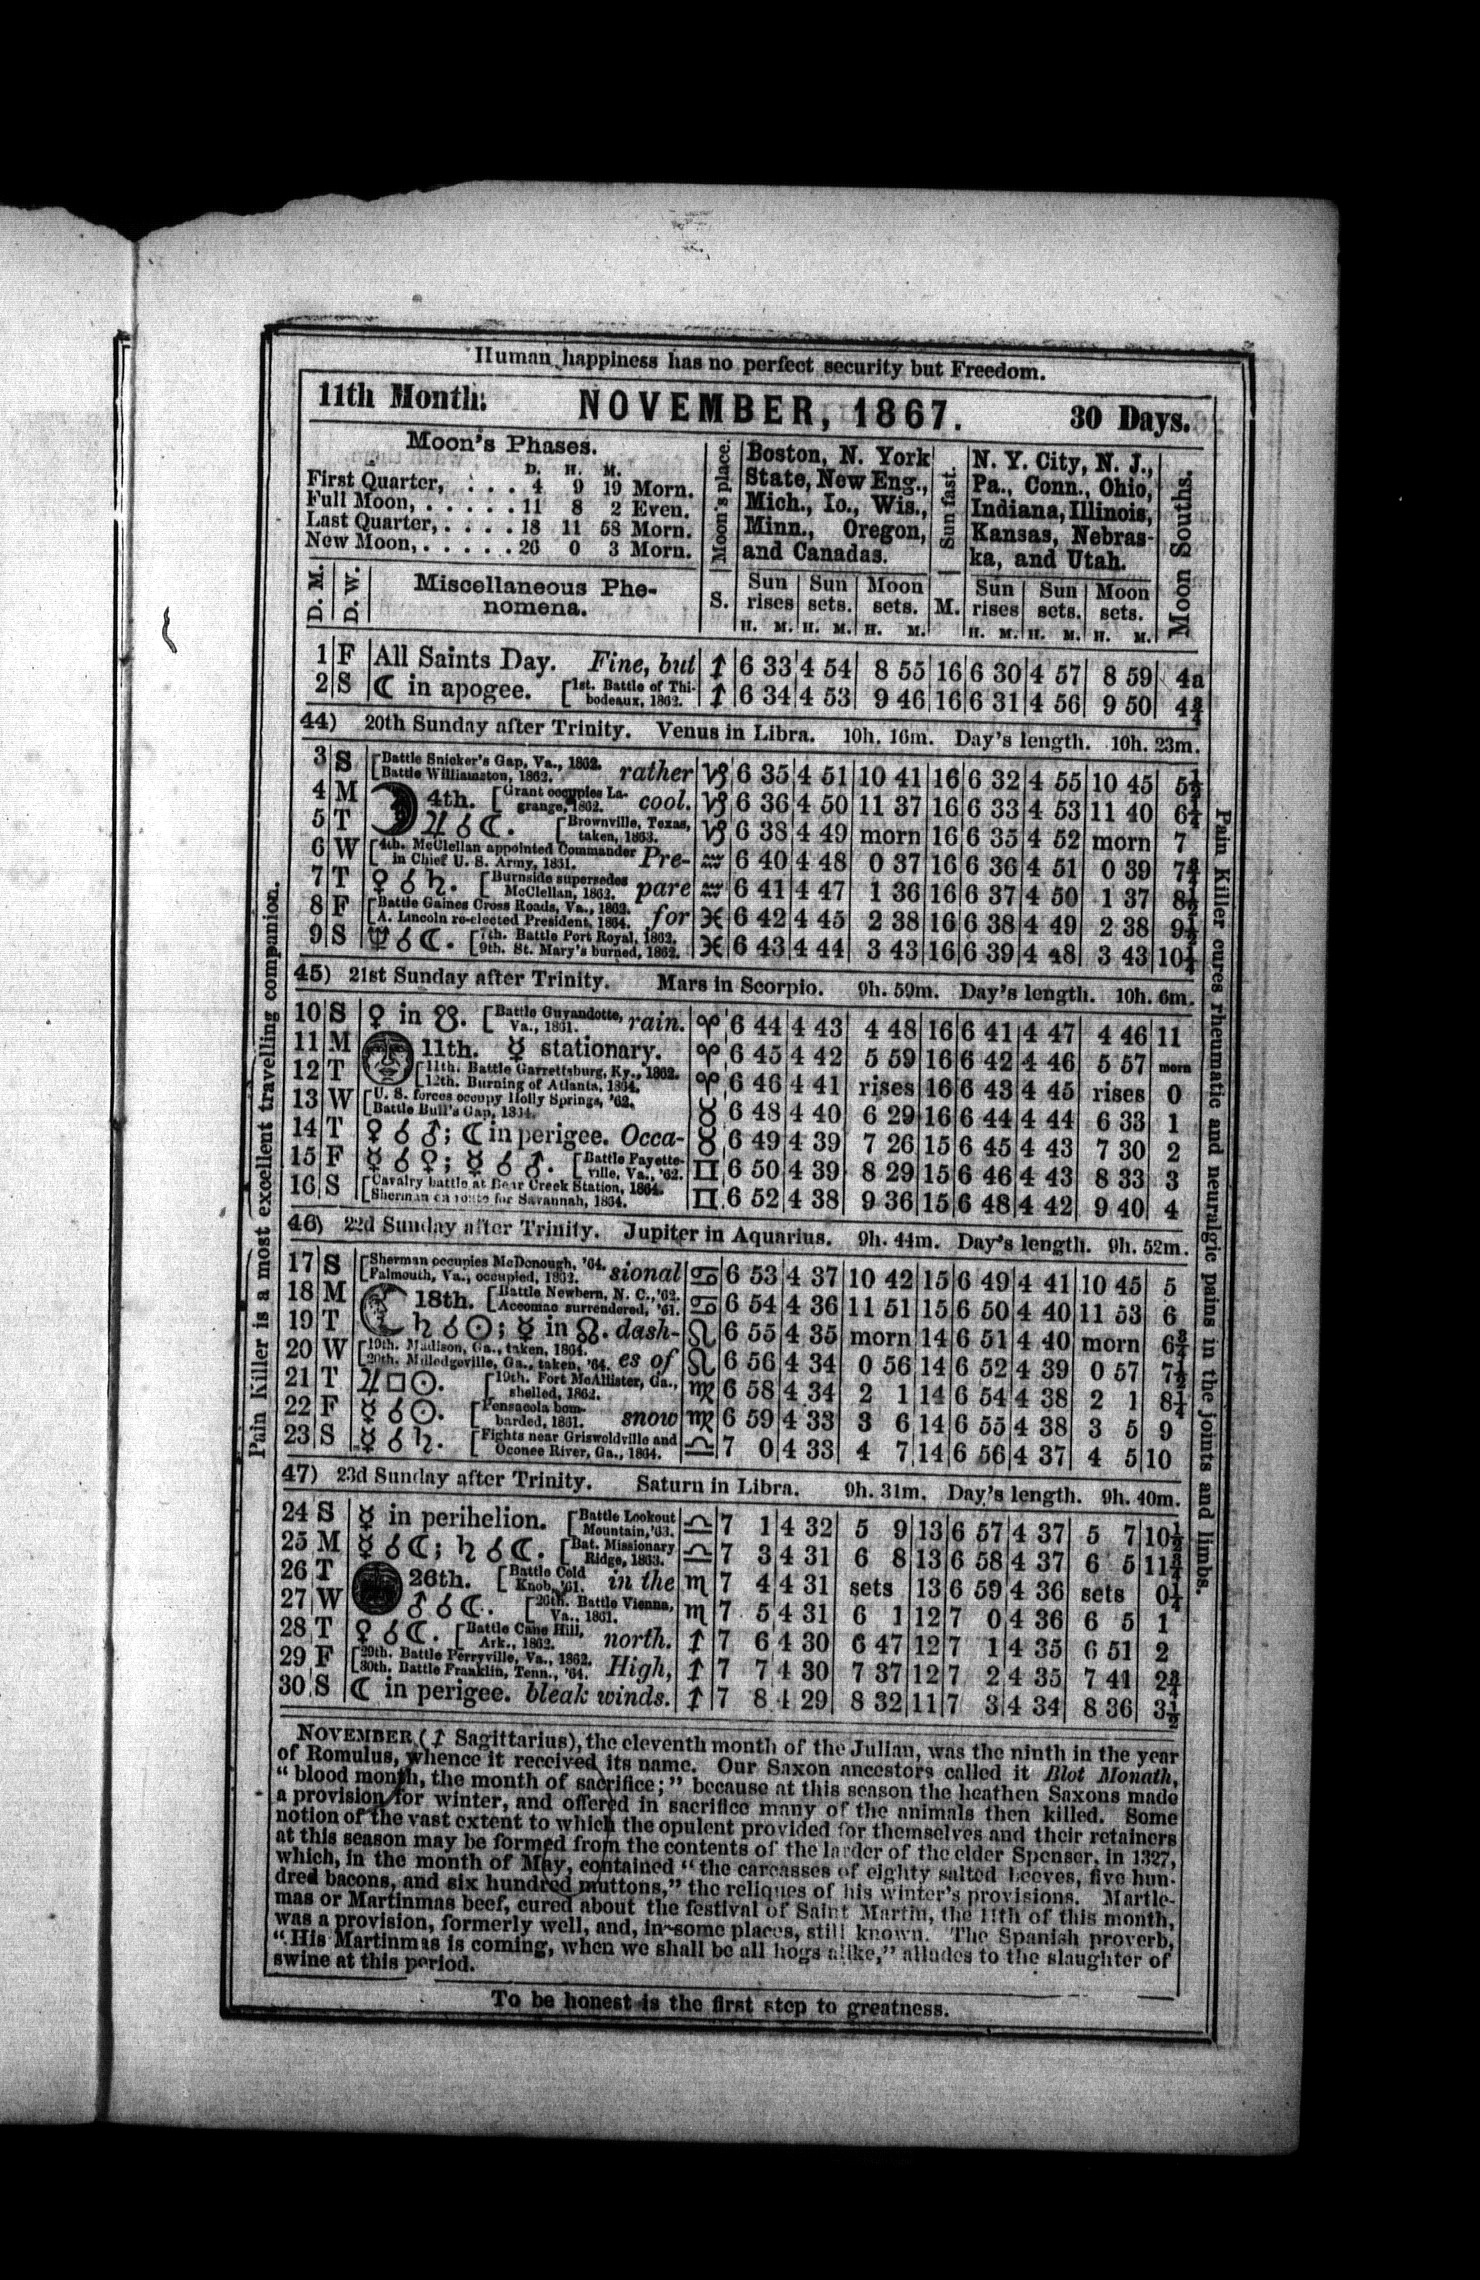 Human happiness has no perfect security but Freedom.
11th Month. NOVEMBER, 1867. 30 Days.
Moon's Phases.
D. H. M.
First Quarter, . . . 4 9 19 Morn.
Full Moon, . . . . . 11 8 2 Even.
Last Quarter, . . . . 18 11 58 Morn.
New Moon, . . . . . 26 0 3 Morn.
Moon's place.
Boston, N. York
State, New Eng.,
Mich., Io., Wis.,
Minn., Oregon,
and Canadas.
Sun fast.
N. Y. City, N. J.,
Pa., Conn., Ohio,
Indiana, Illinois,
Kansas, Nebras-
ka, and Utah.
Moon Souths.
D. M. D. W. Miscellaneous Phe-
nomena.
S. Sun rises Sun sets. Moon sets. M. Sun rises Sun sets. Moon sets.
H. M. H. M. H. M. H. M. H. M. H. M.
1 F All Saints Day. Fine, but ♐ 6 33 4 54 8 55 16 6 30 4 57 8 59 4a
2 S ☾ in apogee. [1st. Battle of Thi-bodeaux, 1862. ♐ 6 34 4 53 9 46 16 6 31 4 56 9 50 4¾
44) 20th Sunday after Trinity. Venus in Libra. 10h. 16m. Day's length. 10h. 23m.
3 S [Battle Snicker's Gap, Va., 1862. Battle Williamston, 1862. rather ♑ 6 35 4 51 10 41 16 6 32 4 55 10 45 5½
4 M 4th. [Grant occupies La-grange, 1862. cool. ♑ 6 36 4 50 11 37 16 6 33 4 53 11 40 6¼
5 T ♃ ☌ ☾. [Brownville, Texas, taken, 1863. ♑ 6 38 4 49 morn 16 6 35 4 52 morn 7
6 W [4th. McClellan appointed Commander in Chief U. S. Army, 1861. Pre- ♒ 6 40 4 48 0 37 16 6 36 4 51 0 39 7¾
7 T ♀ ☌ ♄. [Burnside supersedes McClellan, 1862. pare ♒ 6 41 4 47 1 36 16 6 37 4 50 1 37 8½
8 F [Battle Gaines Cross Roads, Va., 1862. A. Lincoln re-elected President, 1864. for ♓ 6 42 4 45 2 38 16 6 38 4 49 2 38 9¼
9 S ♅ ☌ ☾. [7th. Battle Port Royal, 1862. 9th. St. Mary's burned, 1862. ♓ 6 43 4 44 3 43 16 6 39 4 48 3 43 10¼
45) 21st Sunday after Trinity. Mars in Scorpio. 9h. 59m. Day's length. 10h. 6m.
10 S ♀ in ☋. [Battle Guyandotte, Va., 1861. rain. ♈ 6 44 4 43 4 48 16 6 41 4 47 4 46 11
11 M 11th. ☿ stationary. ♈ 6 45 4 42 5 59 16 6 42 4 46 5 57 morn
12 T [11th. Battle Garrettsburg, Ky., 1862. 12th. Burning of Atlanta, 1864. ♈ 6 46 4 41 rises 16 6 43 4 45 rises 0
13 W [U. S. forces occupy Holly Springs, '62. Battle Bull's Gap, 1864. ♉ 6 48 4 40 6 29 16 6 44 4 44 6 33 1
14 T ♀ ☌ ♂; ☾ in perigee. Occa- ♉ 6 49 4 39 7 26 15 6 45 4 43 7 30 2
15 F ☿ ☌ ♀; ☿ ☌ ♂. [Battle Fayette-ville, Va., '62. ♊ 6 50 4 39 8 29 15 6 46 4 43 8 33 3
16 S [Cavalry battle at Bear Creek Station, 1864. Sherman en route for Savannah, 1864. ♊ 6 52 4 38 9 36 15 6 48 4 42 9 40 4
46) 22d Sunday after Trinity. Jupiter in Aquarius. 9h. 44m. Day's length. 9h. 52m.
17 S [Sherman occupies McDonough, '64. Falmouth, Va., occupied, 1862. sional ♋ 6 53 4 37 10 42 15 6 49 4 41 10 45 5
18 M 18th. [Battle Newbern, N. C., '62. Accomac surrendered, '61. ♋ 6 54 4 36 11 51 15 6 50 4 40 11 53 6
19 T ♄ ☌ ☉; ☿ in ☊. dash- ♌ 6 55 4 35 morn 14 6 51 4 40 morn 6¾
20 W [19th. Madison, Ga., taken, 1864. 20th. Milledgeville, Ga., taken, '64. es of ♌ 6 56 4 34 0 56 14 6 52 4 39 0 57 7½
21 T ♃ □ ☉. [19th. Fort McAllister, Ga., shelled, 1862. ♍ 6 58 4 34 2 1 14 6 54 4 38 2 1 8¼
22 F ☿ ☌ ☉. [Pensacola bom-barded, 1861. snow ♍ 6 59 4 33 3 6 14 6 55 4 38 3 5 9
23 S ☿ ☌ ♄. [Fights near Griswoldville and Oconee River, Ga., 1864. ♎ 7 0 4 33 4 7 14 6 56 4 37 4 5 10
47) 23d Sunday after Trinity. Saturn in Libra. 9h. 31m. Day's length. 9h. 40m.
24 S ☿ in perihelion. [Battle Lookout Mountain, '63. ♎ 7 1 4 32 5 9 13 6 57 4 37 5 7 10½
25 M ☿ ☌ ☾; ♄ ☌ ☾. [Bat. Missionary Ridge, 1863. ♎ 7 3 4 31 6 8 13 6 58 4 37 6 5 11¾
26 T 26th. [Battle Cold Knob, '61. in the ♏ 7 4 4 31 sets 13 6 59 4 36 sets 0¼
27 W ♂ ☌ ☾. [26th. Battle Vienna, Va., 1861. ♏ 7 5 4 31 6 1 12 7 0 4 36 6 5 1
28 T ♀ ☌ ☾. [Battle Cane Hill, Ark., 1862. north. ♐ 7 6 4 30 6 47 12 7 1 4 35 6 51 2
29 F [29th. Battle Perryville, Va., 1862. 30th. Battle Franklin, Tenn., '64. High, ♐ 7 7 4 30 7 37 12 7 2 4 35 7 41 2¾
30 S ☾ in perigee. bleak winds. ♐ 7 8 4 29 8 32 11 7 3 4 34 8 36 3½
NOVEMBER (♐ Sagittarius), the eleventh month of the Julian, was the ninth in the year
of Romulus, whence it received its name. Our Saxon ancestors called it Blot Monath,
"blood month, the month of sacrifice;" because at this season the heathen Saxons made
a provision for winter, and offered in sacrifice many of the animals then killed. Some
notion of the vast extent to which the opulent provided for themselves and their retainers
at this season may be formed from the contents of the larder of the elder Spenser, in 1327,
which, in the month of May, contained "the carcasses of eighty salted beeves, five hun-
dred bacons, and six hundred muttons," the reliques of his winter's provisions. Martle-
mas or Martinmas beef, cured about the festival of Saint Martin, the 11th of this month,
was a provision, formerly well, and, in some places, still known. The Spanish proverb,
"His Martinmas is coming, when we shall be all hogs alike," alludes to the slaughter of
swine at this period.
To be honest is the first step to greatness.
Pain Killer is a most excellent travelling companion.
Pain Killer cures rheumatic and neuralgic pains in the joints and limbs.